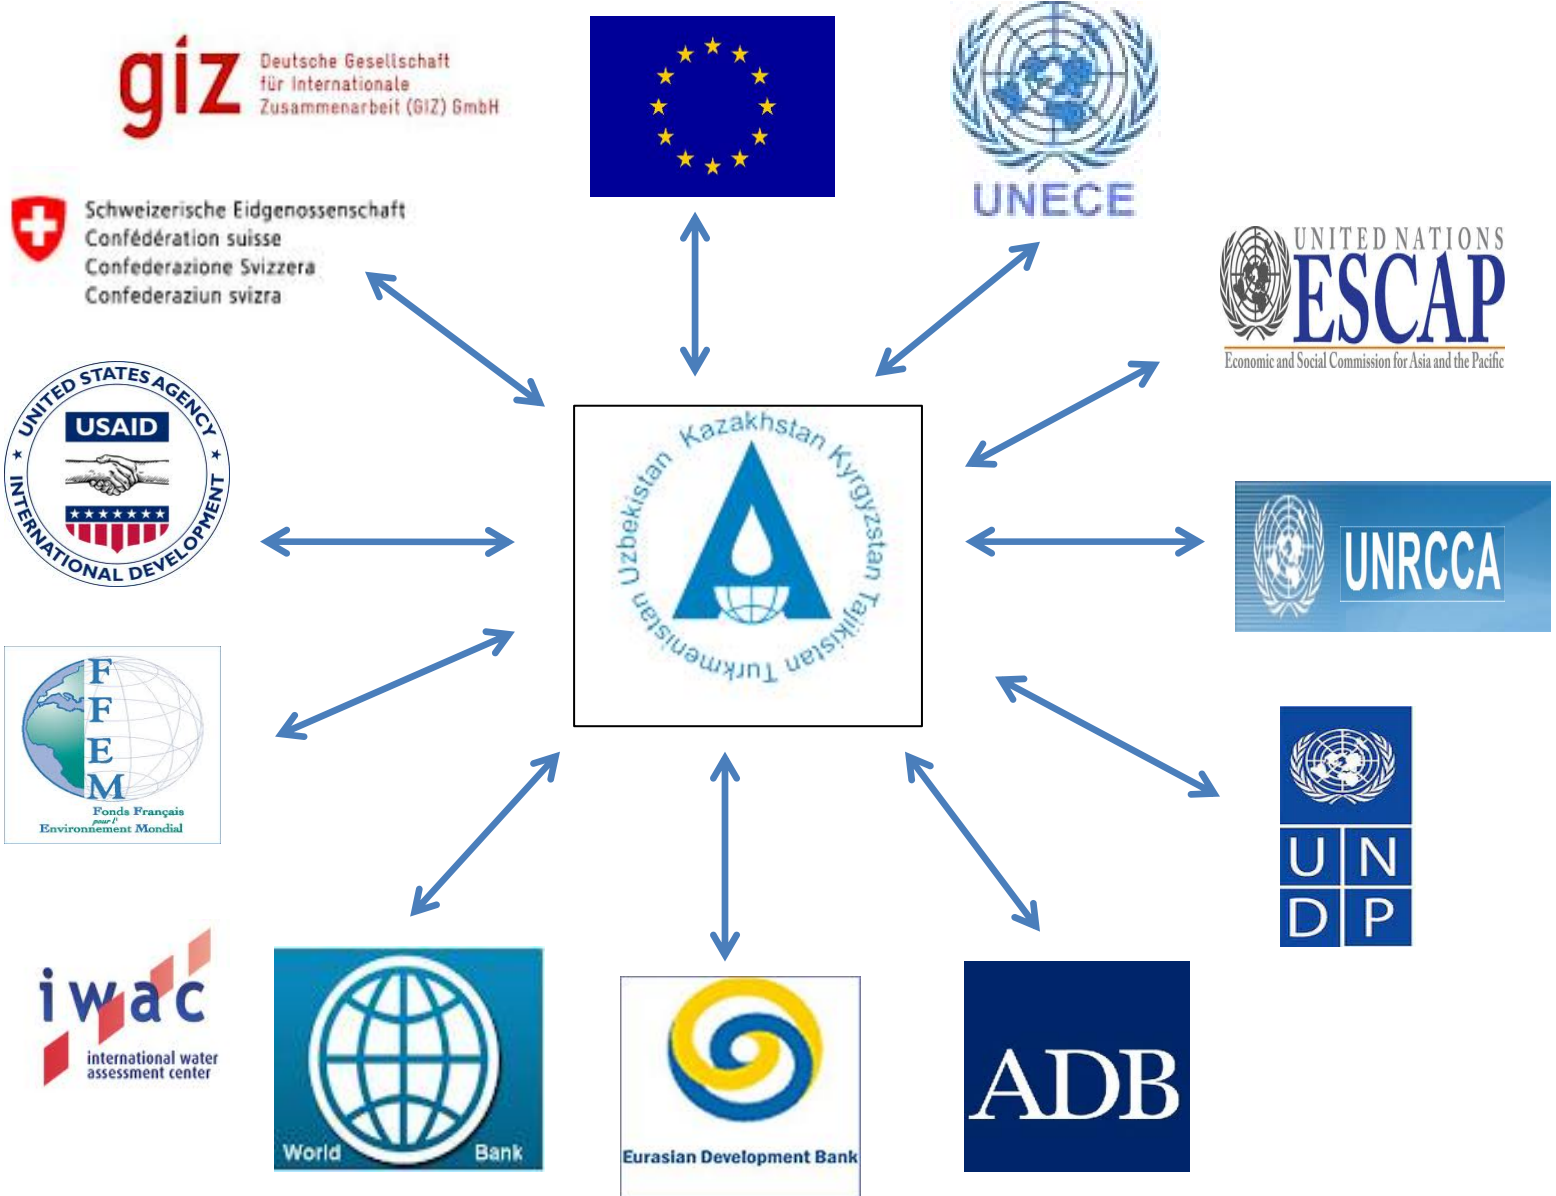 giz
Deutsche Gesellschaft
für Internationale
Zusammenarbeit (GIZ) GmbH
UNECE
Schweizerische Eidgenossenschaft
Confédération suisse
Confederazione Svizzera
Confederaziun svizra
UNITED NATIONS
ESCAP
Economic and Social Commission for Asia and the Pacific
UNITED STATES AGENCY
USAID
INTERNATIONAL DEVELOPMENT
Kazakhstan Kyrgyzstan Tajikistan Turkmenistan Uzbekistan
UNRCCA
F
F
E
M
Fonds Français
pour l'
Environnement Mondial
U N
D P
iwac
international water
assessment center
World Bank
Eurasian Development Bank
ADB